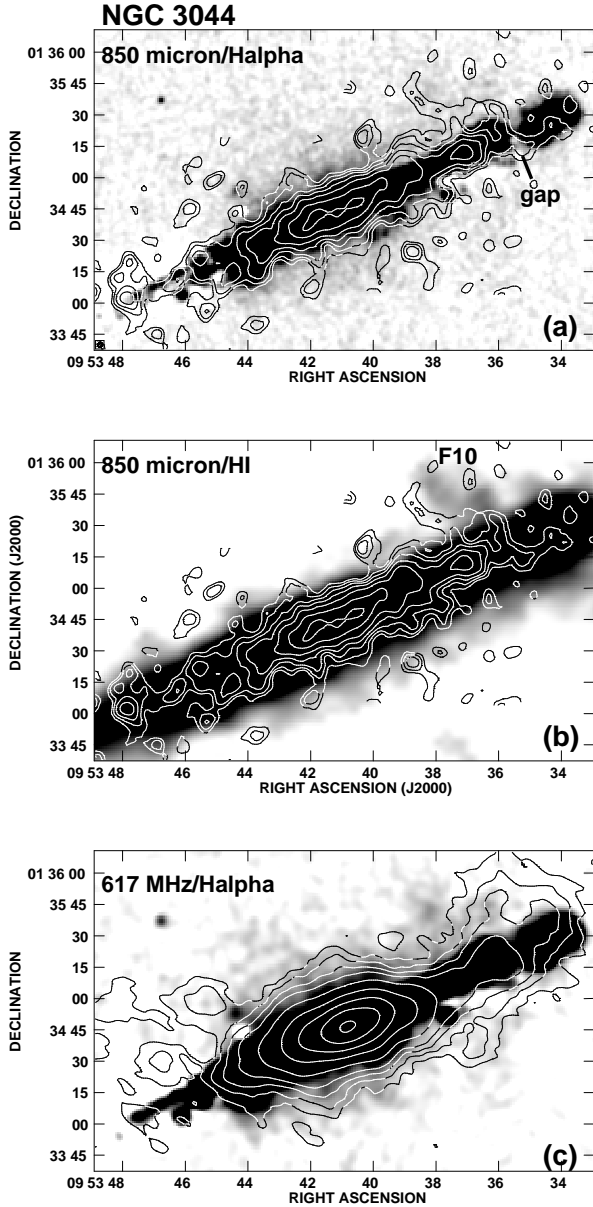 NGC 3044
850 micron/Halpha
DECLINATION
01 36 00
35 45
30
15
00
34 45
30
15
00
33 45
gap
(a)
09 53 48
46
44
42
40
38
36
34
RIGHT ASCENSION
850 micron/HI
F10
DECLINATION (J2000)
01 36 00
35 45
30
15
00
34 45
30
15
00
33 45
(b)
09 53 48
46
44
42
40
38
36
34
RIGHT ASCENSION (J2000)
617 MHz/Halpha
DECLINATION
01 36 00
35 45
30
15
00
34 45
30
15
00
33 45
(c)
09 53 48
46
44
42
40
38
36
34
RIGHT ASCENSION